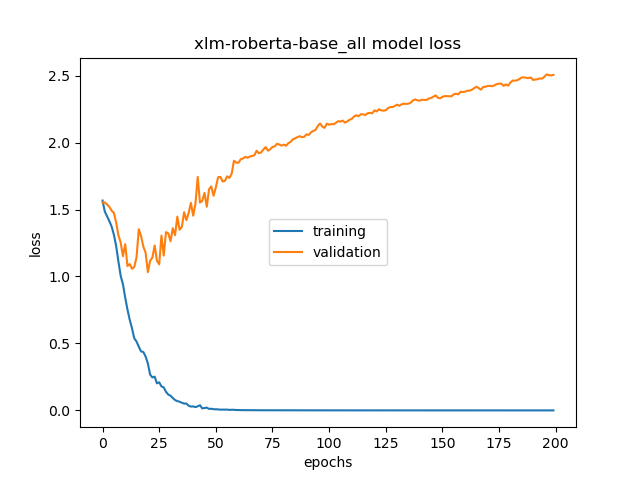 xlm-roberta-base_all model loss
2.5
2.0
1.5
1.0
0.5
0.0
loss
training
validation
0 25 50 75 100 125 150 175 200
epochs